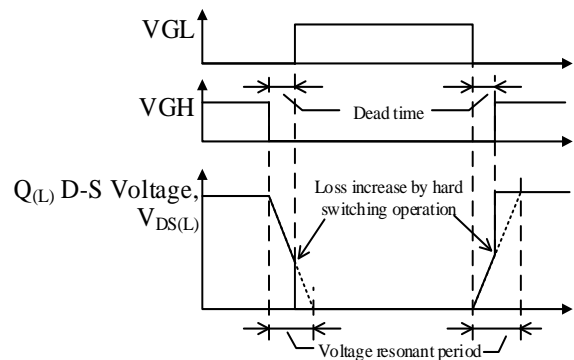 VGL
VGH
Dead time
Q(L) D-S Voltage,
VDS(L)
Loss increase by hard
switching operation
Voltage resonant period